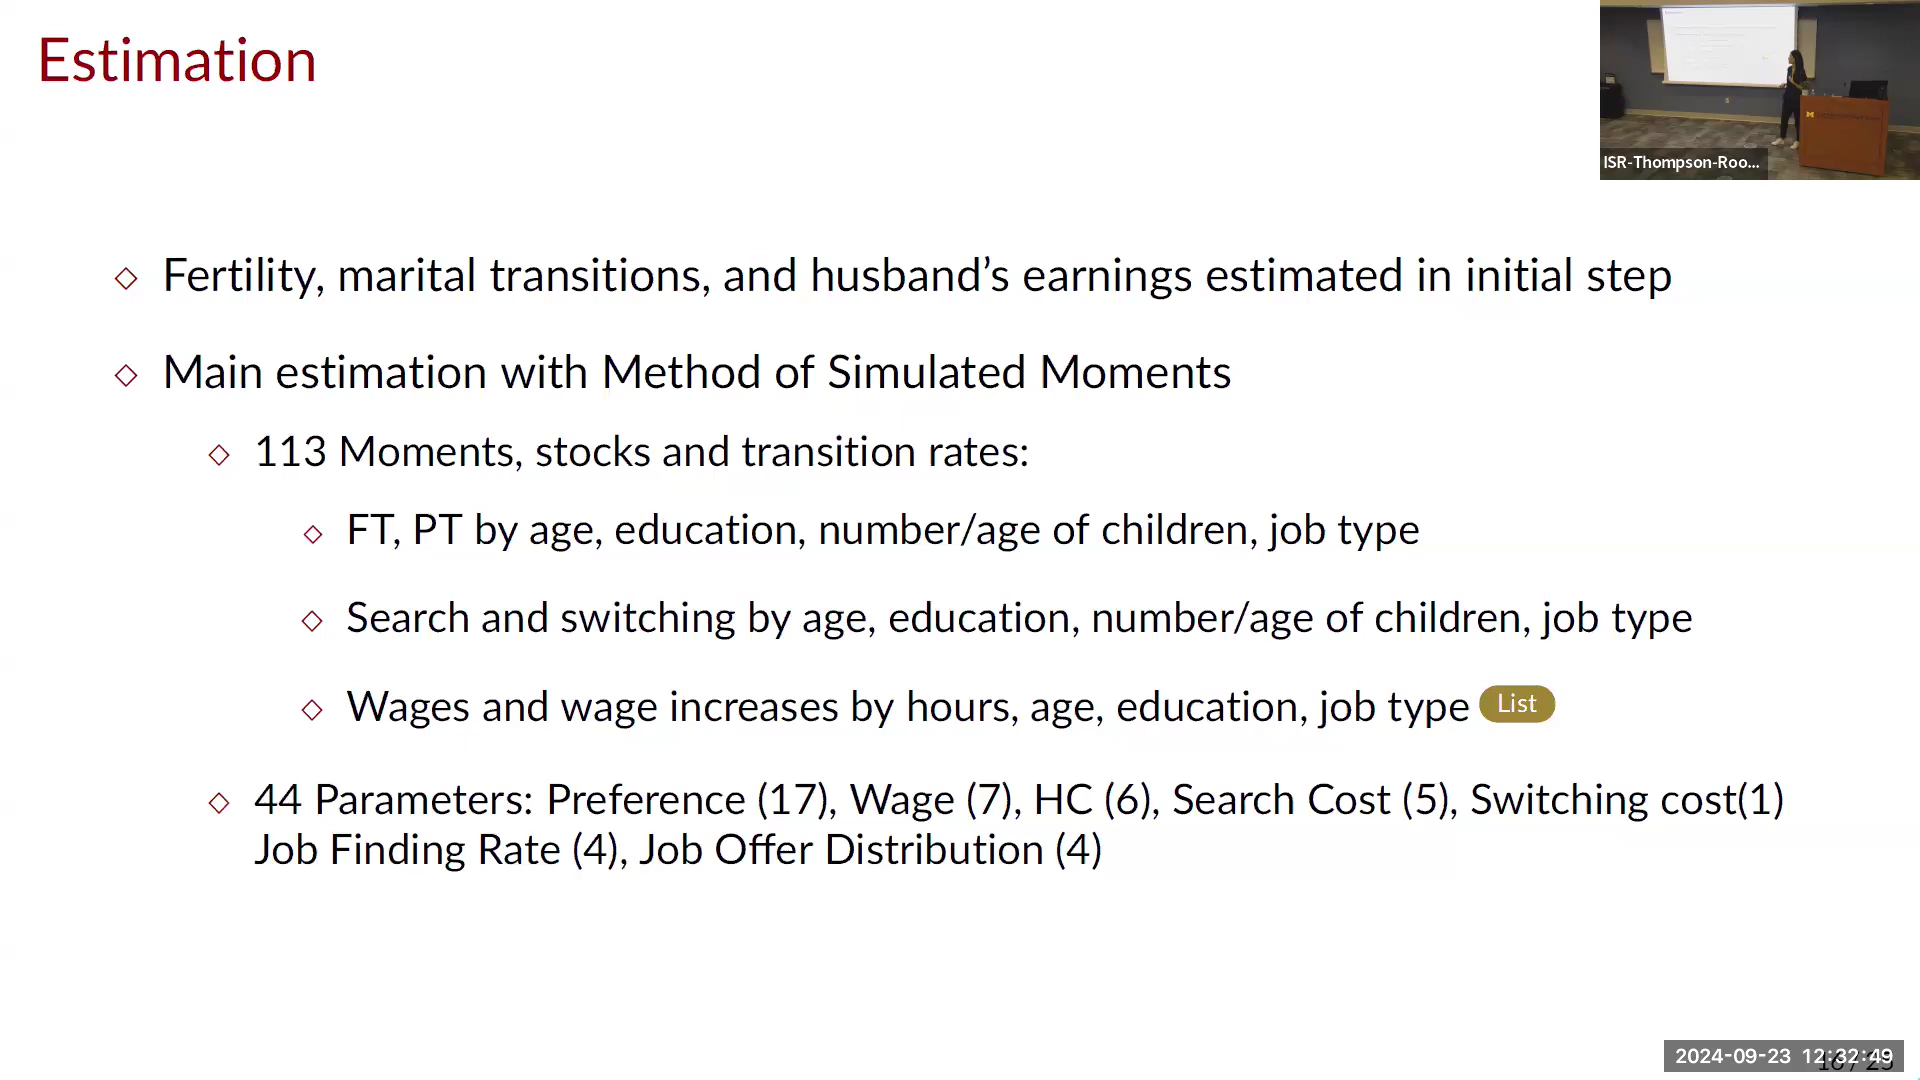 Estimation
ISR-Thompson-Roo...
◇ Fertility, marital transitions, and husband’s earnings estimated in initial step
◇ Main estimation with Method of Simulated Moments
◇ 113 Moments, stocks and transition rates:
◇ FT, PT by age, education, number/age of children, job type
◇ Search and switching by age, education, number/age of children, job type
◇ Wages and wage increases by hours, age, education, job type List
◇ 44 Parameters: Preference (17), Wage (7), HC (6), Search Cost (5), Switching cost(1)
Job Finding Rate (4), Job Offer Distribution (4)
2024-09-23 12:32:49